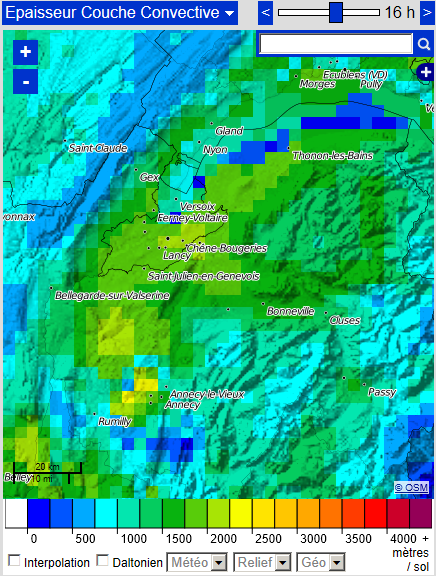 Epaisseur Couche Convective
<
>
16 h
+
-
+
Ecublens (VD)
Morges
Pully
Gland
Saint-Claude
Nyon
Thonon-les-Bains
Gex
Versoix
yonnax
Ferney-Voltaire
Chêne-Bougeries
Lancy
Saint-Julien-en-Genevois
Bellegarde-sur-Valserine
Bonneville
Cluses
Passy
Annecy-le-Vieux
Annecy
Rumilly
20 km
10 mi
Belley
© OSM
0 500 1000 1500 2000 2500 3000 3500 4000 +
mètres
/ sol
Interpolation Daltonien Météo Relief Géo